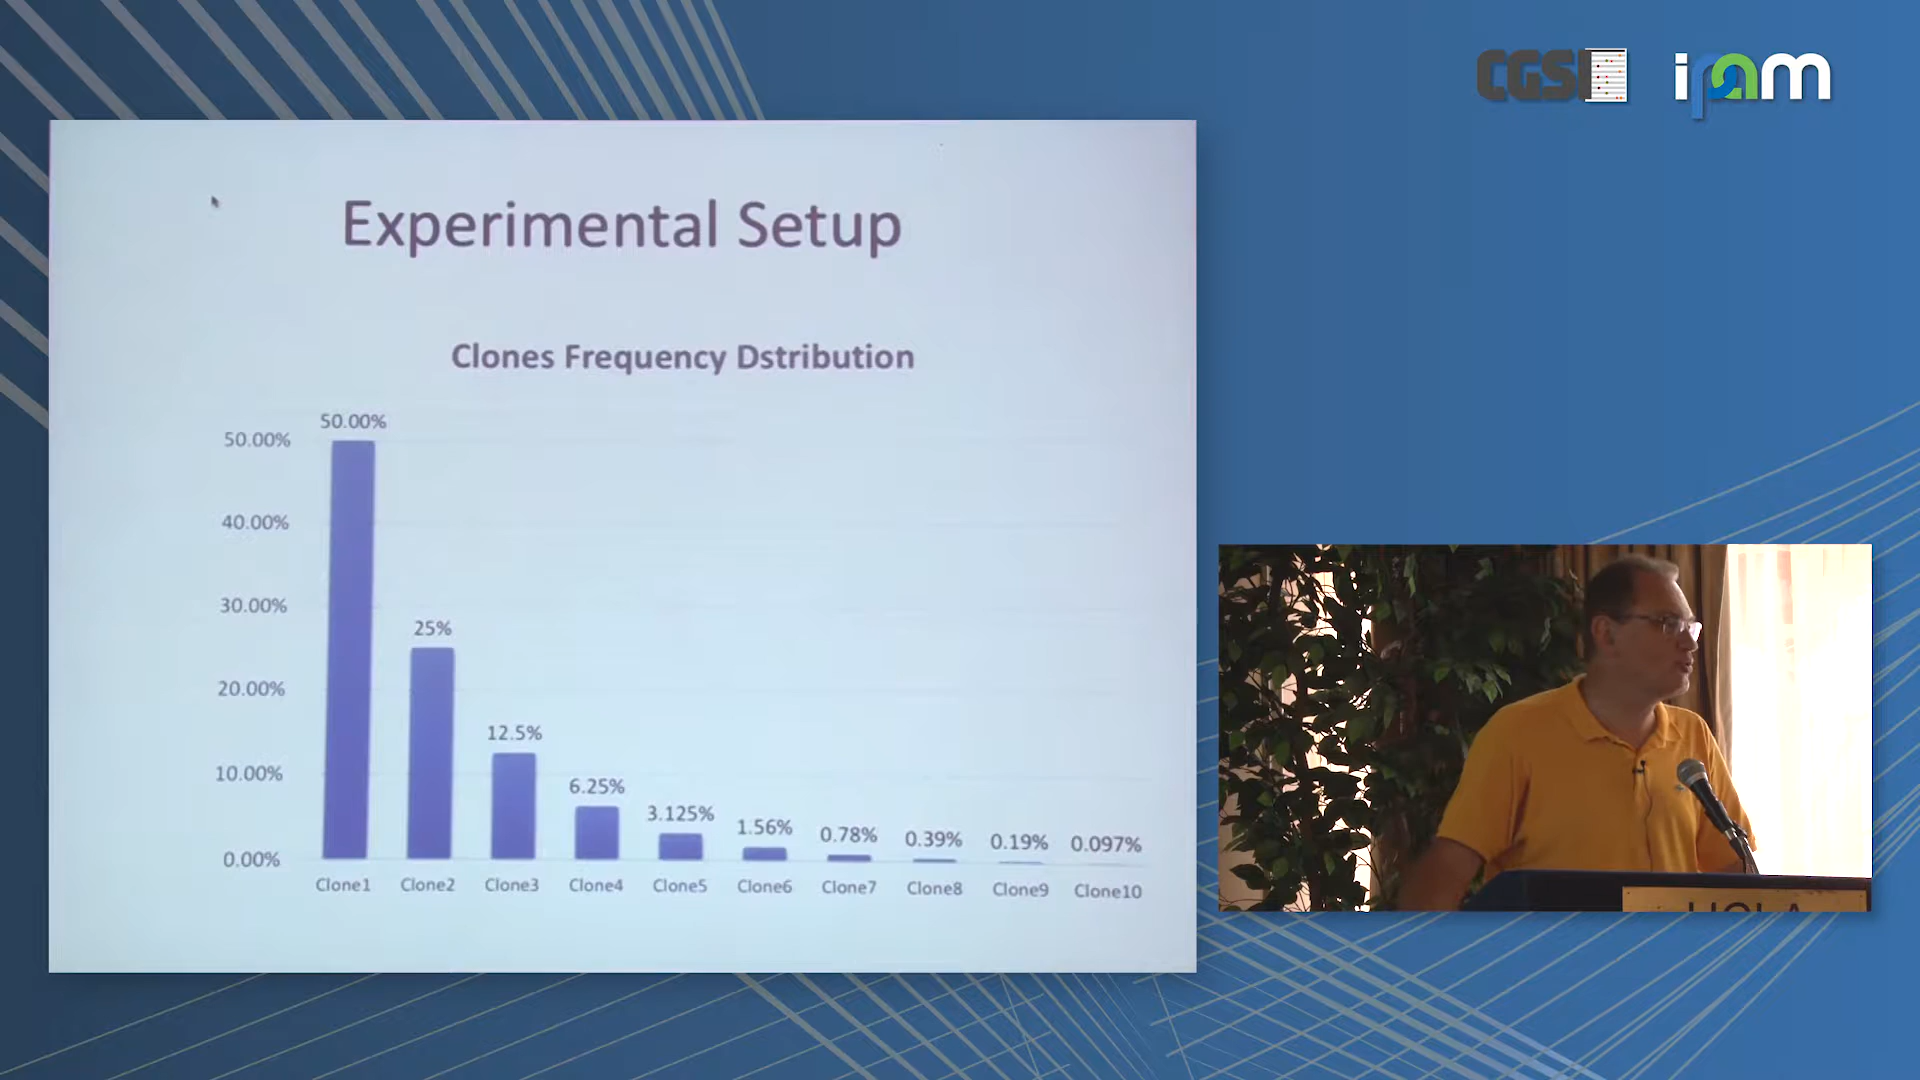 CGSI
ipam
Experimental Setup
Clones Frequency Dstribution
50.00%
40.00%
30.00%
20.00%
10.00%
0.00%
50.00%
25%
12.5%
6.25%
3.125%
1.56%
0.78%
0.39%
0.19%
0.097%
Clone1
Clone2
Clone3
Clone4
Clone5
Clone6
Clone7
Clone8
Clone9
Clone10
UCLA